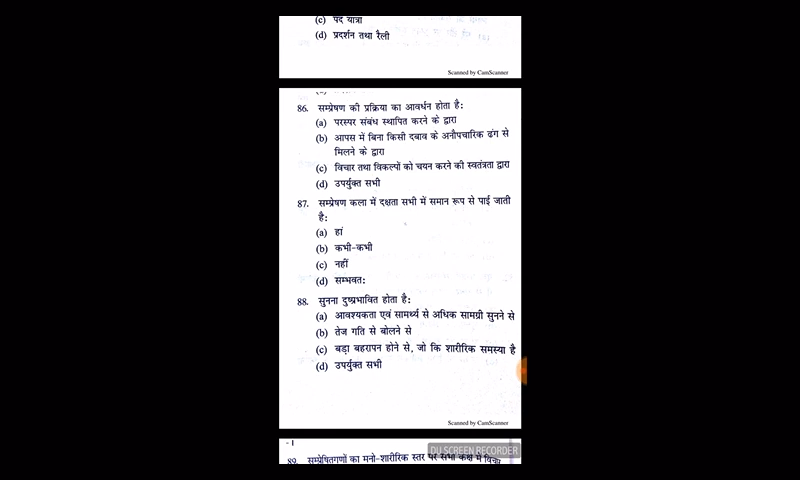 (c) पद यात्रा
(d) प्रदर्शन तथा रैली
Scanned by CamScanner
86. सम्प्रेषण की प्रक्रिया का आवर्धन होता है:
(a) परस्पर संबंध स्थापित करने के द्वारा
(b) आपस में बिना किसी दबाव के अनौपचारिक ढंग से
मिलने के द्वारा
(c) विचार तथा विकल्पों को चयन करने की स्वतंत्रता द्वारा
(d) उपर्युक्त सभी
87. सम्प्रेषण कला में दक्षता सभी में समान रूप से पाई जाती
है:
(a) हां
(b) कभी-कभी
(c) नहीं
(d) सम्भवत:
88. सुनना दुष्प्रभावित होता है:
(a) आवश्यकता एवं सामर्थ्य से अधिक सामग्री सुनने से
(b) तेज गति से बोलने से
(c) बड़ा बहरापन होने से, जो कि शारीरिक समस्या है
(d) उपर्युक्त सभी
Scanned by CamScanner
DU SCREEN RECORDER
89. सम्प्रेषितगणों का मनो-शारीरिक स्तर पर सभा कक्ष में विचार